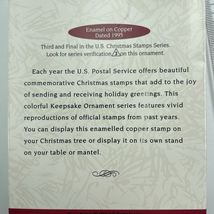 Enamel on Copper
Dated 1995
Third and Final in the U.S. Christmas Stamps Series.
Look for series verification on this ornament.
Each year the U.S. Postal Service offers beautiful
commemorative Christmas stamps that add to the joy
of sending and receiving holiday greetings. This
colorful Keepsake Ornament series features vivid
reproductions of official stamps from past years.
You can display this enamelled copper stamp on
your Christmas tree or display it on its own stand
on your table or mantel.